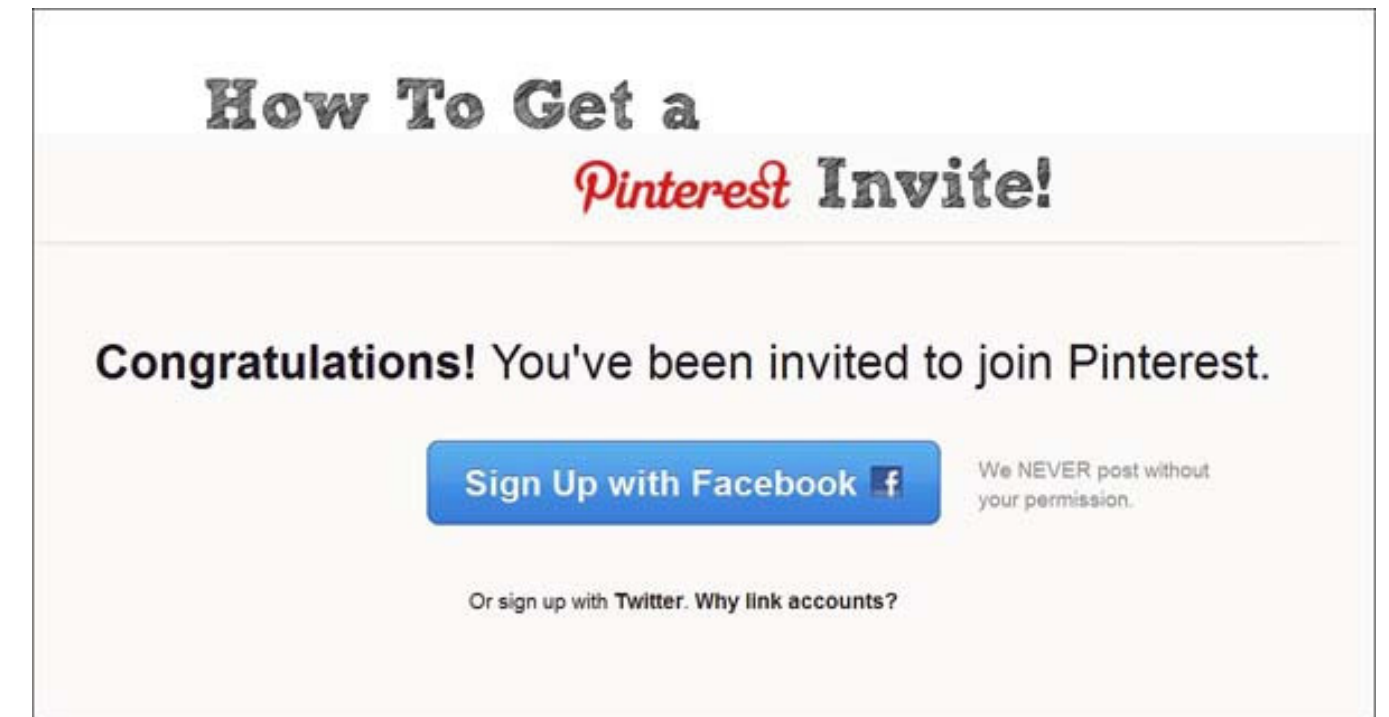 How To Get a
Pinterest Invite!
Congratulations! You've been invited to join Pinterest.
Sign Up with Facebook f
We NEVER post without
your permission.
Or sign up with Twitter. Why link accounts?